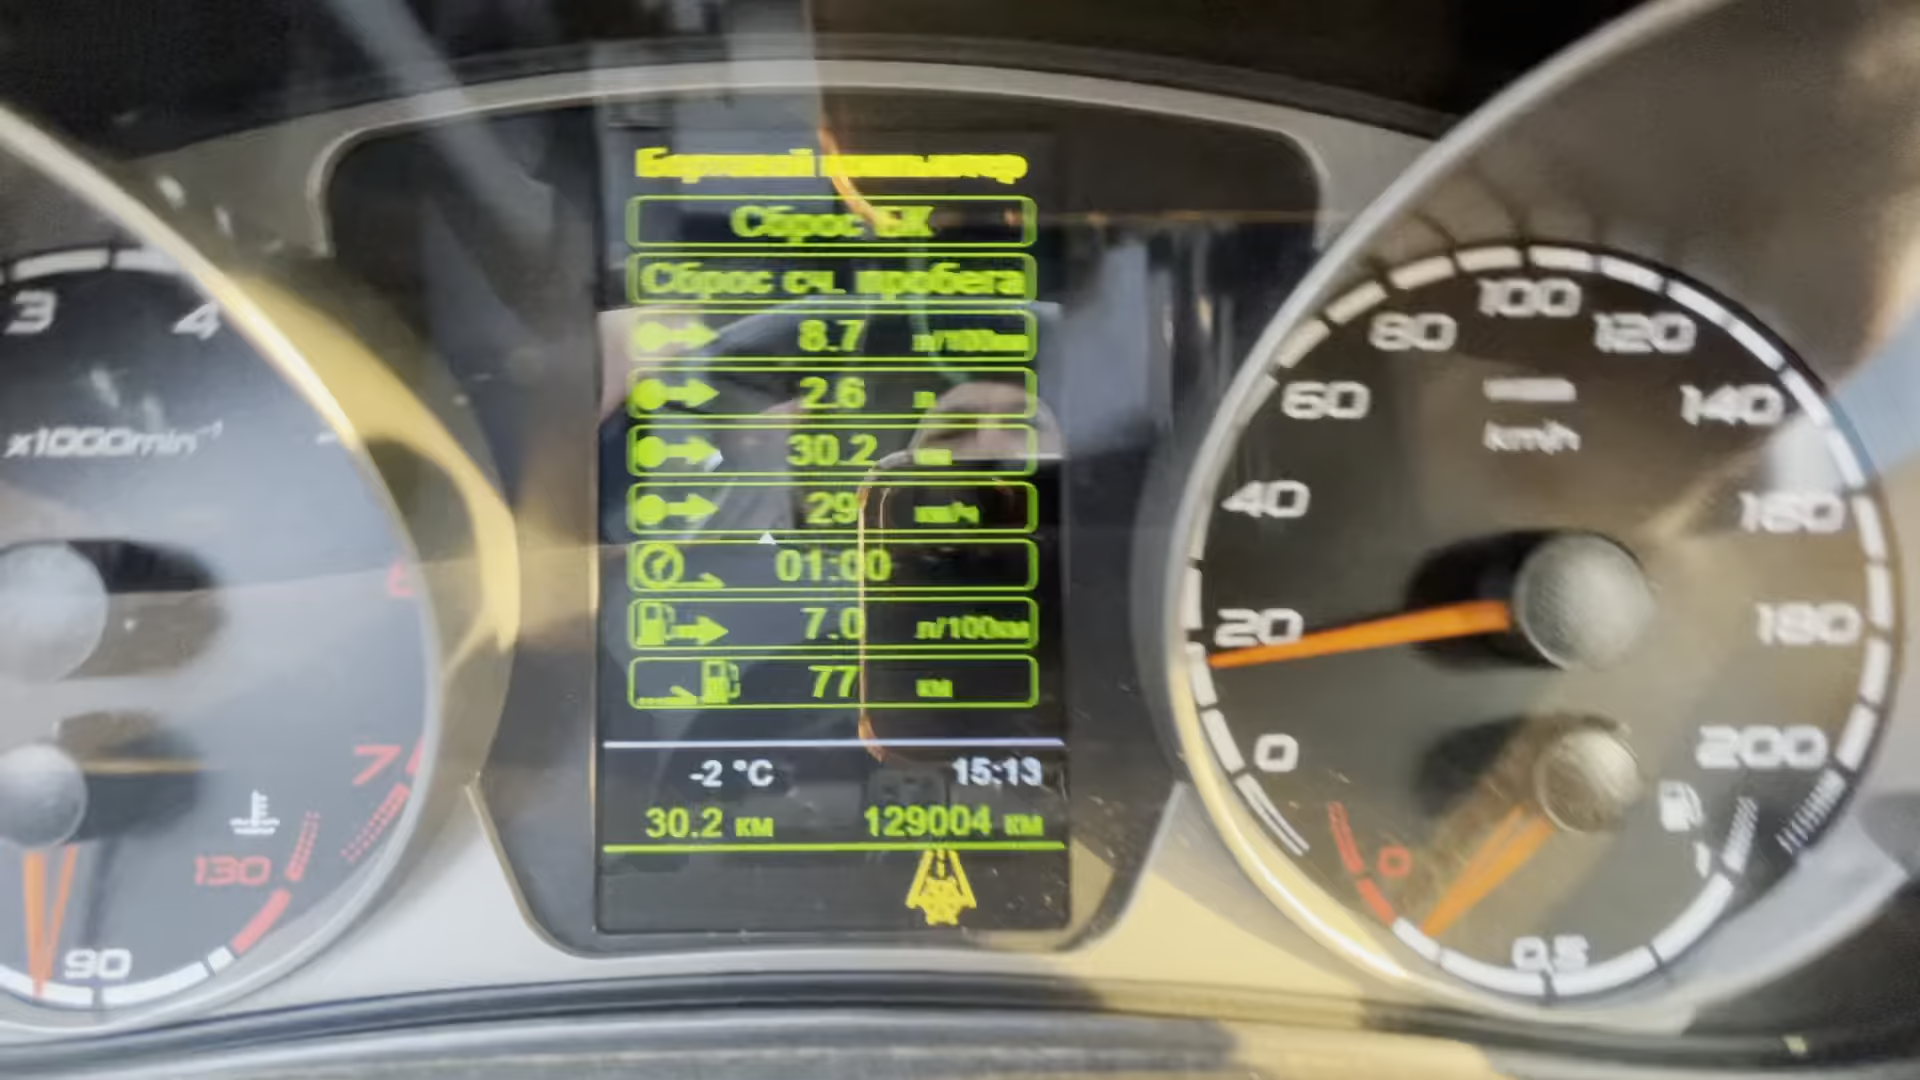 Бортовой компьютер
Сброс БК
Сброс сч. пробега
8.7 л/100км
2.6 л
30.2 км
29 км/ч
01:00
7.0 л/100км
77 км
-2 °C 15:13
30.2 км 129004 км
3 4
x1000min⁻¹
6
7
130
90
0 20 40 60 80 100 120 140 160 180 200
km/h
0 0.5 1